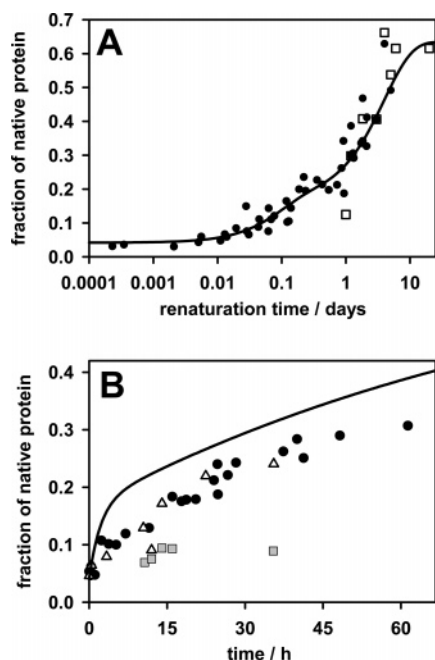 A
fraction of native protein
0.7
0.6
0.5
0.4
0.3
0.2
0.1
0.0
0.0001 0.001 0.01 0.1 1 10
renaturation time / days
B
fraction of native protein
0.4
0.3
0.2
0.1
0.0
0 15 30 45 60
time / h